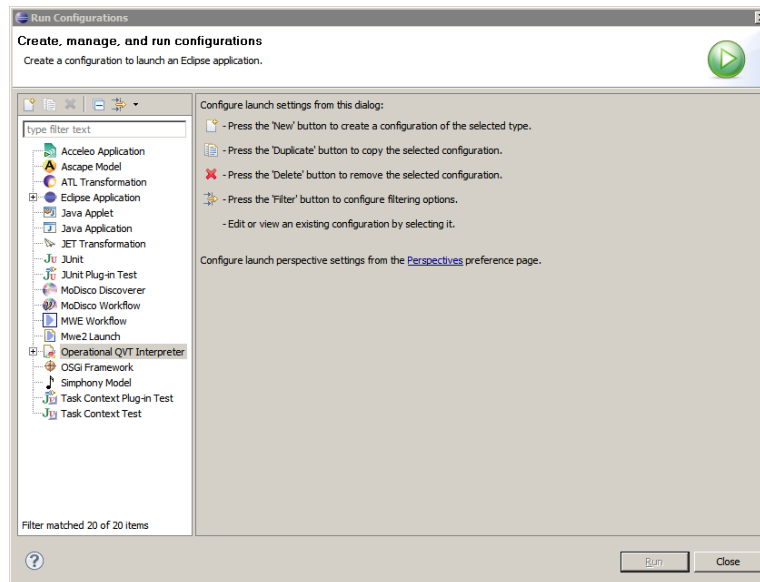 Run Configurations
Create, manage, and run configurations
Create a configuration to launch an Eclipse application.
type filter text
Acceleo Application
Ascape Model
ATL Transformation
Eclipse Application
Java Applet
Java Application
JET Transformation
JUnit
JUnit Plug-in Test
MoDisco Discoverer
MoDisco Workflow
MWE Workflow
Mwe2 Launch
Operational QVT Interpreter
OSGi Framework
Simphony Model
Task Context Plug-in Test
Task Context Test
Filter matched 20 of 20 items
Configure launch settings from this dialog:
- Press the 'New' button to create a configuration of the selected type.
- Press the 'Duplicate' button to copy the selected configuration.
- Press the 'Delete' button to remove the selected configuration.
- Press the 'Filter' button to configure filtering options.
- Edit or view an existing configuration by selecting it.
Configure launch perspective settings from the Perspectives preference page.
Run
Close